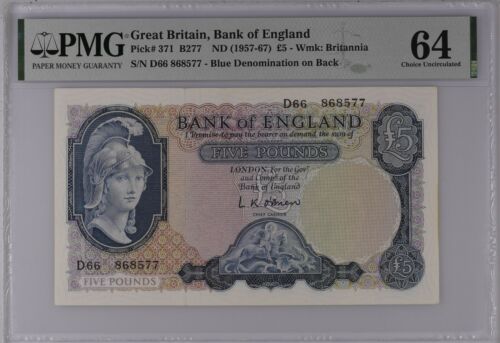 PMG
PAPER MONEY GUARANTY
Great Britain, Bank of England
Pick# 371 B277 ND (1957-67) £5 - Wmk: Britannia
S/N D66 868577 - Blue Denomination on Back
64
Choice Uncirculated
D66 868577
BANK OF ENGLAND
I Promise to pay the bearer on demand, the sum of
FIVE POUNDS
£5
LONDON For the Govr
and Compa of the
Bank of England
L.K. O'Brien
CHIEF CASHIER
D66 868577
FIVE POUNDS
£5